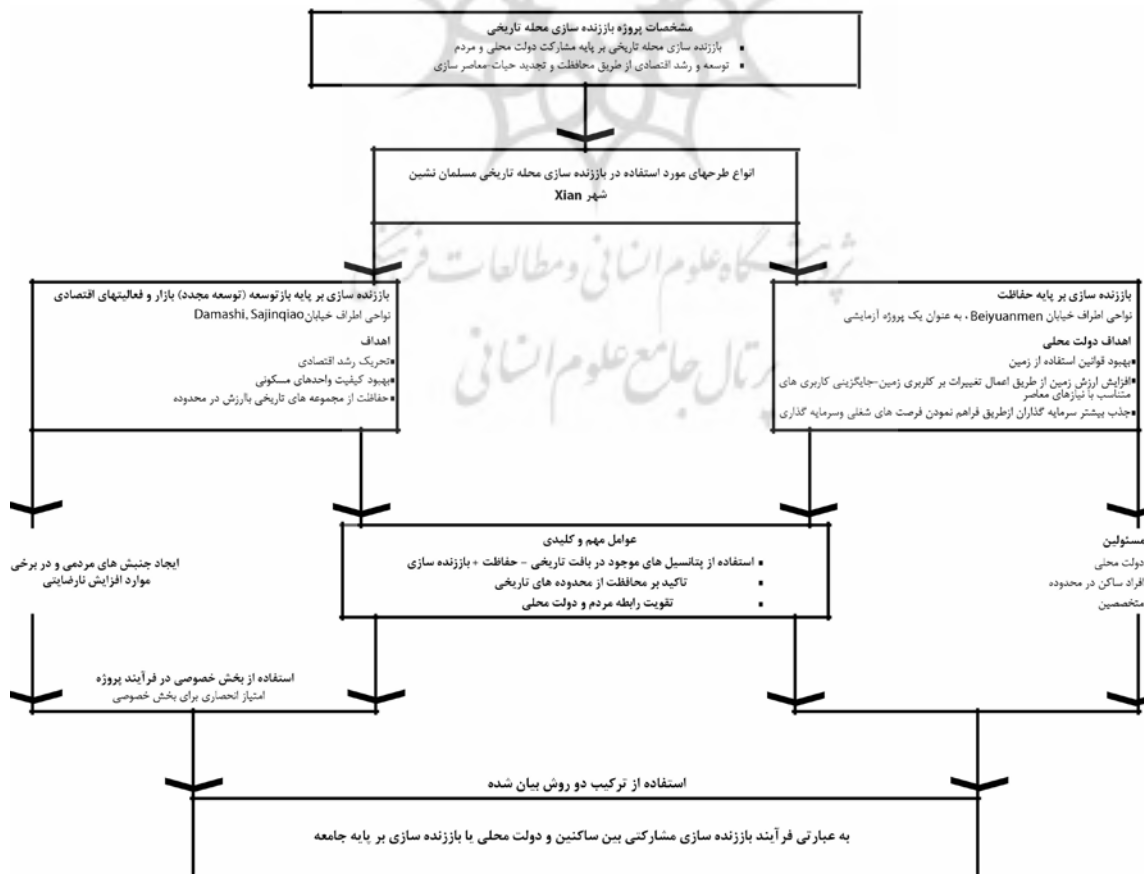 مشخصات پروژه باززنده سازی محله تاریخی
▪ باززنده سازی محله تاریخی بر پایه مشارکت دولت محلی و مردم
▪ توسعه و رشد اقتصادی از طریق محافظت و تجدید حیات-معاصر سازی
انواع طرحهای مورد استفاده در باززنده سازی محله تاریخی مسلمان نشین
شهر Xian
پژوهشگاه علوم انسانی و مطالعات فرهنگی
پرتال جامع علوم انسانی
باززنده سازی بر پایه حفاظت
نواحی اطراف خیابان Beiyuanmen، به عنوان یک پروژه آزمایشی
اهداف دولت محلی
▪بهبود قوانین استفاده از زمین
▪افزایش ارزش زمین از طریق اعمال تغییرات بر کاربری زمین-جایگزینی کاربری های
متناسب با نیازهای معاصر
▪جذب بیشتر سرمایه گذاران ازطریق فراهم نمودن فرصت های شغلی وسرمایه گذاری
باززنده سازی بر پایه بازتوسعه (توسعه مجدد) بازار و فعالیتهای اقتصادی
نواحی اطراف خیابان Damashi, Sajinqiao
اهداف
▪تحریک رشد اقتصادی
▪بهبود کیفیت واحدهای مسکونی
▪حفاظت از مجموعه های تاریخی باارزش در محدوده
مسئولین
دولت محلی
افراد ساکن در محدوده
متخصصین
عوامل مهم و کلیدی
▪ استفاده از پتانسیل های موجود در بافت تاریخی - حفاظت + باززنده سازی
▪ تاکید بر محافظت از محدوده های تاریخی
▪ تقویت رابطه مردم و دولت محلی
ایجاد جنبش های مردمی و در برخی
موارد افزایش نارضایتی
استفاده از بخش خصوصی در فرآیند پروژه
امتیاز انحصاری برای بخش خصوصی
استفاده از ترکیب دو روش بیان شده
به عبارتی فرآیند باززنده سازی مشارکتی بین ساکنین و دولت محلی یا باززنده سازی بر پایه جامعه